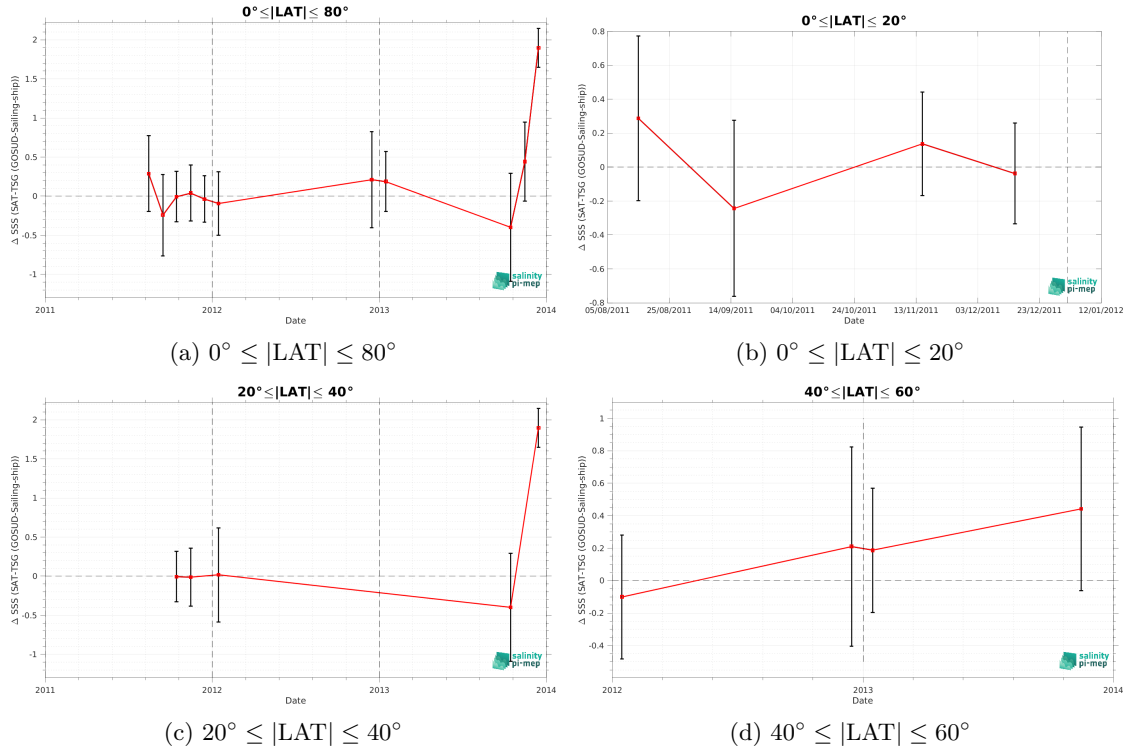 0°≤|LAT|≤ 80°
Δ SSS (SAT-TSG (GOSUD-Sailing-ship))
2
1.5
1
0.5
0
-0.5
-1
2011
2012
2013
2014
Date
salinity
pi-mep
(a) 0° ≤ |LAT| ≤ 80°
0°≤|LAT|≤ 20°
Δ SSS (SAT-TSG (GOSUD-Sailing-ship))
0.8
0.6
0.4
0.2
0
-0.2
-0.4
-0.6
-0.8
05/08/2011
25/08/2011
14/09/2011
04/10/2011
24/10/2011
13/11/2011
03/12/2011
23/12/2011
12/01/2012
Date
salinity
pi-mep
(b) 0° ≤ |LAT| ≤ 20°
20°≤|LAT|≤ 40°
Δ SSS (SAT-TSG (GOSUD-Sailing-ship))
2
1.5
1
0.5
0
-0.5
-1
2011
2012
2013
2014
Date
salinity
pi-mep
(c) 20° ≤ |LAT| ≤ 40°
40°≤|LAT|≤ 60°
Δ SSS (SAT-TSG (GOSUD-Sailing-ship))
1
0.8
0.6
0.4
0.2
0
-0.2
-0.4
2012
2013
2014
Date
salinity
pi-mep
(d) 40° ≤ |LAT| ≤ 60°